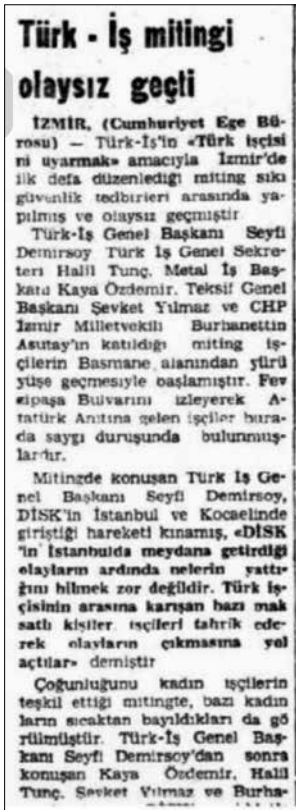 Türk - İş mitingi
olaysız geçti
İZMİR, (Cumhuriyet Ege Bü-
rosu) — Türk-İş'in «Türk işçisi
ni uyarmak» amacıyla İzmir'de
ilk defa düzenlediği miting sıkı
güvenlik tedbirleri arasında ya-
pılmış ve olaysız geçmiştir.
Türk-İş Genel Başkanı Seyfi
Demirsoy Türk İş Genel Sekre-
teri Halil Tunç, Metal İş Baş-
kanı Kaya Özdemir, Teksif Genel
Başkanı Şevket Yılmaz ve CHP
İzmir Milletvekili Burhanettin
Asutay'ın katıldığı miting iş-
çilerin Basmane alanından yürü
yüşe geçmesiyle başlamıştır. Fev
zipaşa Bulvarını izleyerek A-
tatürk Anıtına gelen işçiler bura-
da saygı duruşunda bulunmuş-
lardır.
Mitingde konuşan Türk İş Ge-
nel Başkanı Seyfi Demirsoy,
DİSK'in İstanbul ve Kocaelinde
giriştiği hareketi kınamış, «DİSK
'in İstanbulda meydana getirdiği
olayların ardında nelerin yattı-
ğını bilmek zor değildir. Türk iş-
çisinin arasına karışan bazı mak
satlı kişiler, işçileri tahrik ede-
rek olayların çıkmasına yol
açtılar» demiştir
Çoğunluğunu kadın işçilerin
teşkil ettiği mitingte, bazı kadın
ların sıcaktan bayıldıkları da gö
rülmüştür. Türk-İş Genel Baş-
kanı Seyfi Demirsoy'dan sonra
konuşan Kaya Özdemir, Halil
Tunç, Şevket Yılmaz ve Burha-